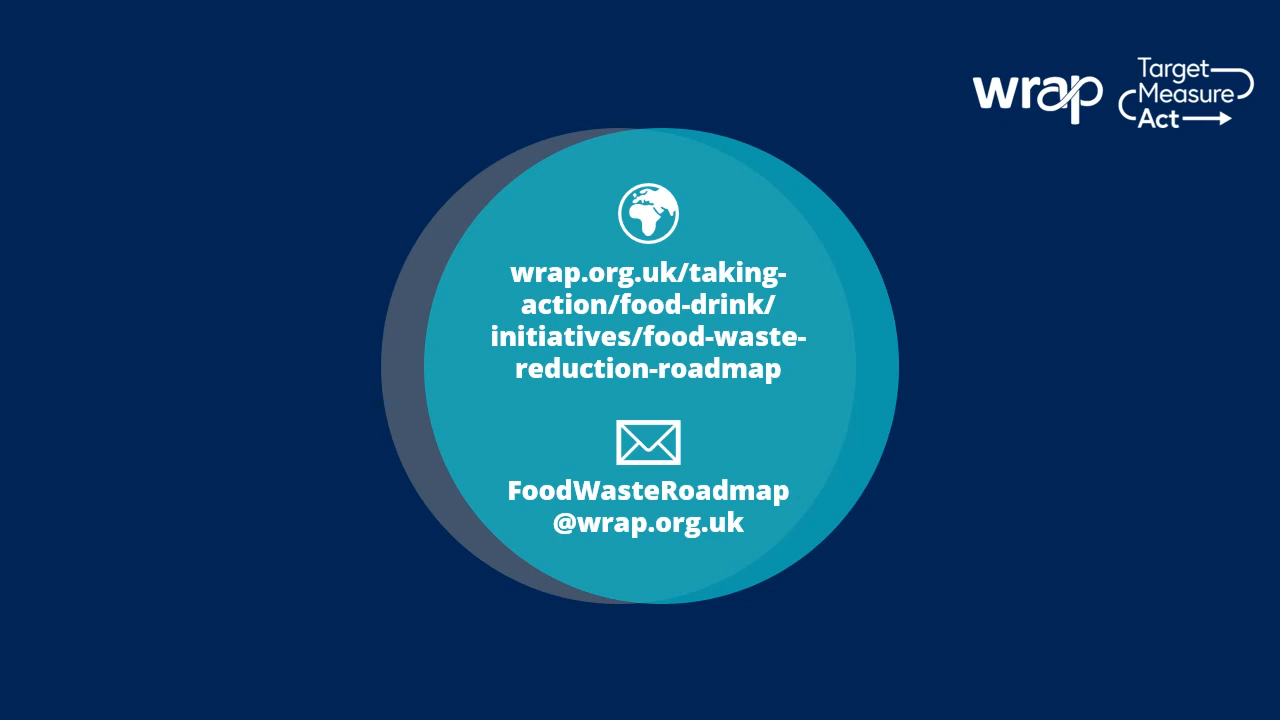 wrap
Target
Measure
Act
wrap.org.uk/taking-
action/food-drink/
initiatives/food-waste-
reduction-roadmap
FoodWasteRoadmap
@wrap.org.uk